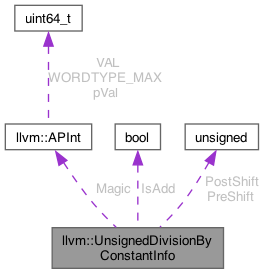 uint64_t
VAL
WORDTYPE_MAX
pVal
llvm::APInt
bool
unsigned
Magic
IsAdd
PostShift
PreShift
llvm::UnsignedDivisionBy
ConstantInfo